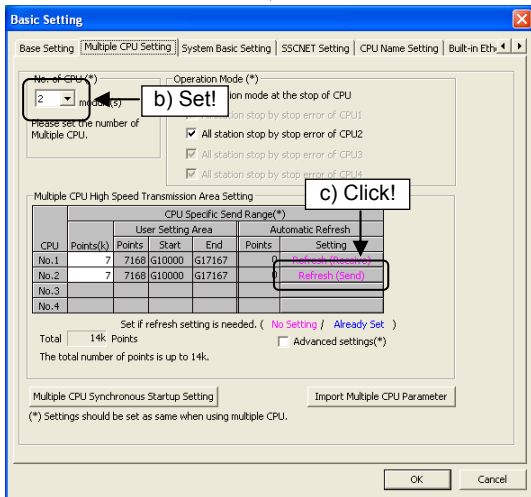 Basic Setting
Base Setting Multiple CPU Setting System Basic Setting SSCNET Setting CPU Name Setting Built-in Eth
No. of CPU (*)
2 module(s)
Please set the number of
Multiple CPU.
b) Set!
Operation Mode (*)
mode at the stop of CPU
All station stop by stop error of CPU1
All station stop by stop error of CPU2
All station stop by stop error of CPU3
All station stop by stop error of CPU4
c) Click!
Multiple CPU High Speed Transmission Area Setting
CPU Specific Send Range(*)
User Setting Area Automatic Refresh
CPU Points(k) Points Start End Points Setting
No.1 7 7168 G10000 G17167 0 Refresh (Receive)
No.2 7 7168 G10000 G17167 0 Refresh (Send)
No.3
No.4
Set if refresh setting is needed. ( No Setting / Already Set )
Total 14k Points Advanced settings(*)
The total number of points is up to 14k.
Multiple CPU Synchronous Startup Setting Import Multiple CPU Parameter
(*) Settings should be set as same when using multiple CPU.
OK Cancel